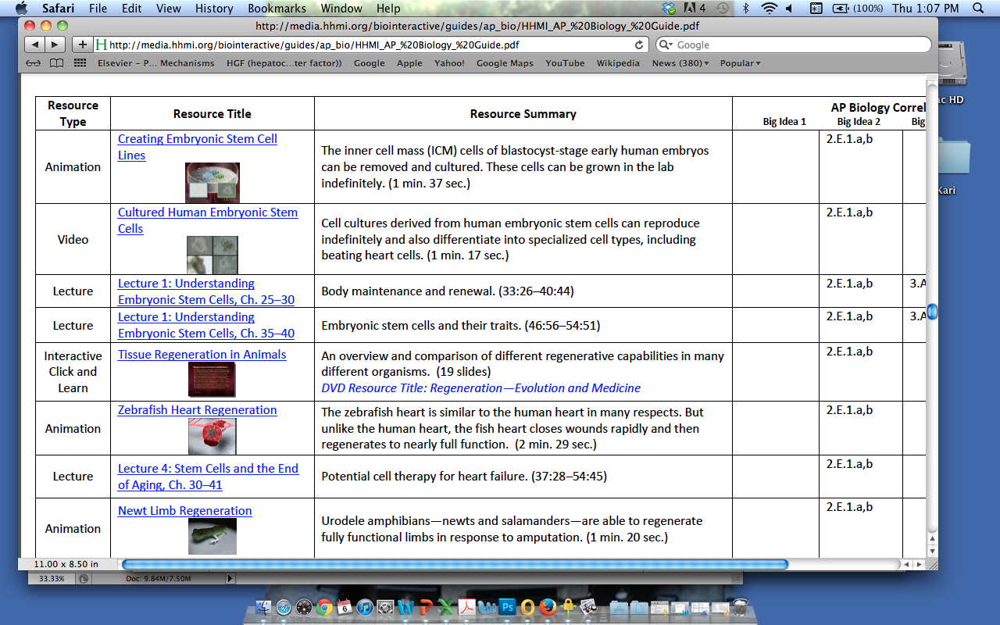 Safari File Edit View History Bookmarks Window Help 4 (100%) Thu 1:07 PM
http://media.hhmi.org/biointeractive/guides/ap_bio/HHMI_AP_%20Biology_%20Guide.pdf
http://media.hhmi.org/biointeractive/guides/ap_bio/HHMI_AP_%20Biology_%20Guide.pdf Google
Elsevier – P... Mechanisms HGF (hepatoc...ter factor)) Google Apple Yahoo! Google Maps YouTube Wikipedia News (380) Popular
Resource Type
Resource Title
Resource Summary
AP Biology Correl
Big Idea 1 Big Idea 2 Big
Animation
Creating Embryonic Stem Cell
Lines
The inner cell mass (ICM) cells of blastocyst-stage early human embryos
can be removed and cultured. These cells can be grown in the lab
indefinitely. (1 min. 37 sec.)
2.E.1.a,b
Video
Cultured Human Embryonic Stem
Cells
Cell cultures derived from human embryonic stem cells can reproduce
indefinitely and also differentiate into specialized cell types, including
beating heart cells. (1 min. 17 sec.)
2.E.1.a,b
Lecture
Lecture 1: Understanding
Embryonic Stem Cells, Ch. 25–30
Body maintenance and renewal. (33:26–40:44)
2.E.1.a,b
3.A
Lecture
Lecture 1: Understanding
Embryonic Stem Cells, Ch. 35–40
Embryonic stem cells and their traits. (46:56–54:51)
2.E.1.a,b
3.A
Interactive
Click and
Learn
Tissue Regeneration in Animals
An overview and comparison of different regenerative capabilities in many
different organisms. (19 slides)
DVD Resource Title: Regeneration—Evolution and Medicine
2.E.1.a,b
Animation
Zebrafish Heart Regeneration
The zebrafish heart is similar to the human heart in many respects. But
unlike the human heart, the fish heart closes wounds rapidly and then
regenerates to nearly full function. (2 min. 29 sec.)
2.E.1.a,b
Lecture
Lecture 4: Stem Cells and the End
of Aging, Ch. 30–41
Potential cell therapy for heart failure. (37:28–54:45)
2.E.1.a,b
Animation
Newt Limb Regeneration
Urodele amphibians—newts and salamanders—are able to regenerate
fully functional limbs in response to amputation. (1 min. 20 sec.)
2.E.1.a,b
11.00 x 8.50 in
33.33% Doc: 9.84M/7.50M
ac HD
Kari
6
Ps